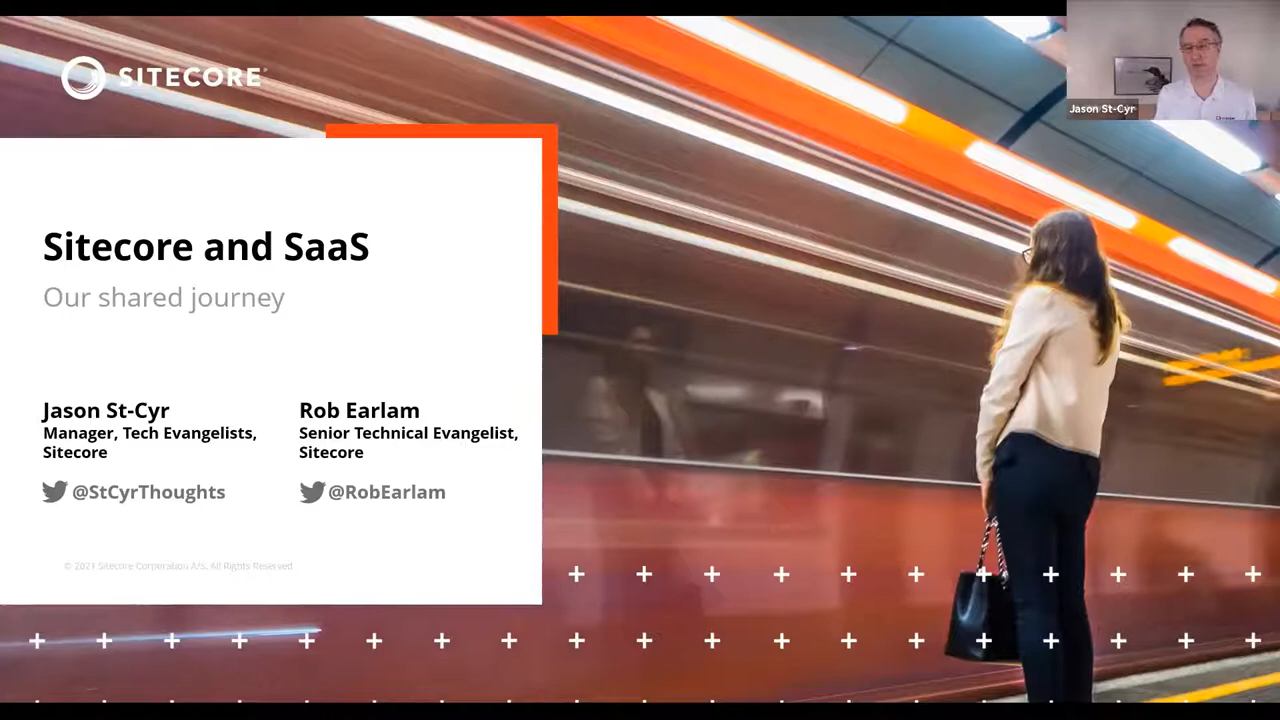 SITECORE
Jason St-Cyr
Sitecore and SaaS
Our shared journey
Jason St-Cyr
Manager, Tech Evangelists,
Sitecore
@StCyrThoughts
Rob Earlam
Senior Technical Evangelist,
Sitecore
@RobEarlam
© 2021 Sitecore Corporation A/S. All Rights Reserved